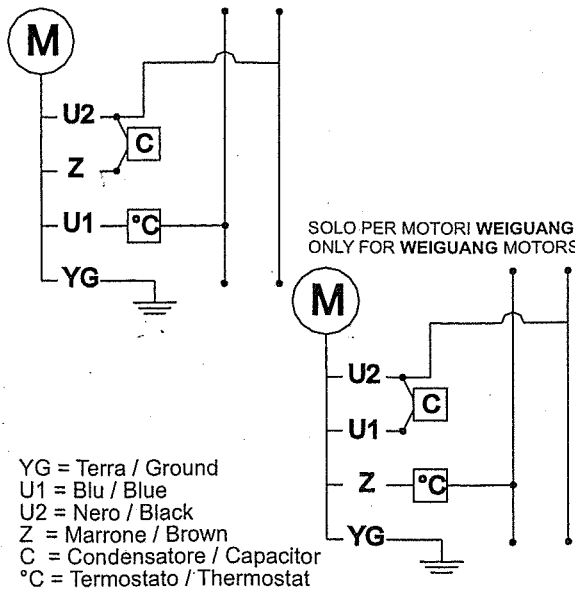 M
U2
C
Z
U1 °C
YG
SOLO PER MOTORI WEIGUANG
ONLY FOR WEIGUANG MOTORS
M
U2
C
U1
Z °C
YG
YG = Terra / Ground
U1 = Blu / Blue
U2 = Nero / Black
Z = Marrone / Brown
C = Condensatore / Capacitor
°C = Termostato / Thermostat